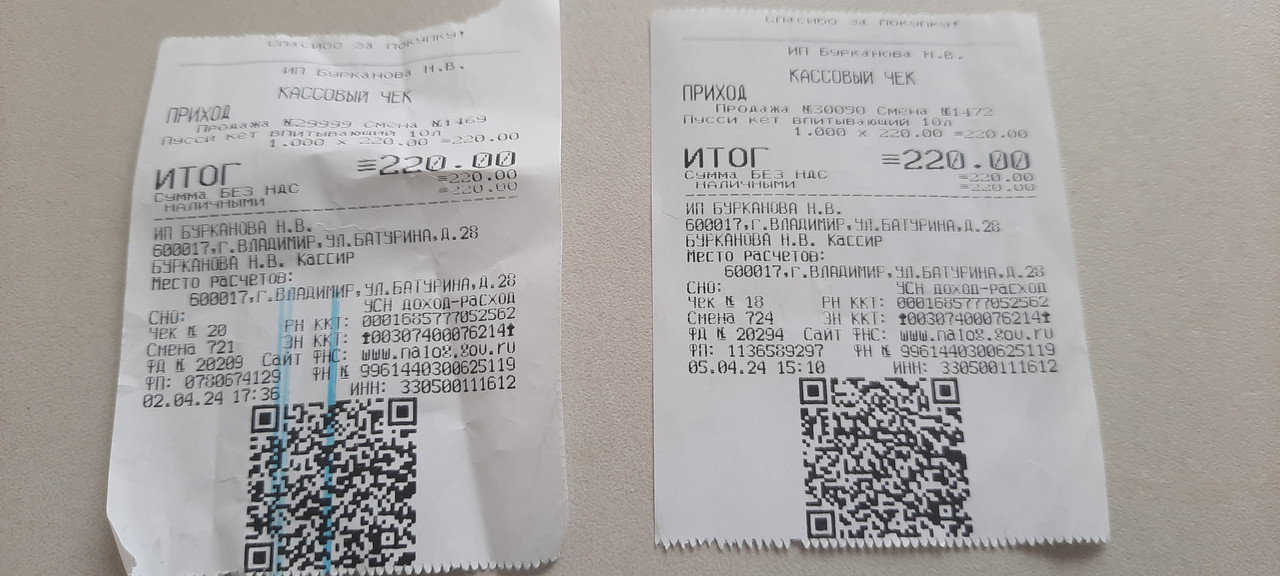 Спасибо за покупку!
ИП Бурканова Н.В.
КАССОВЫЙ ЧЕК
ПРИХОД
Продажа №29999 Смена №1469
Пусси кет впитывающий 10л
1.000 x 220.00 =220.00
ИТОГ =220.00
Сумма БЕЗ НДС =220.00
НАЛИЧНЫМИ =220.00
ИП БУРКАНОВА Н.В.
600017,г.ВЛАДИМИР,УЛ.БАТУРИНА,Д.28
БУРКАНОВА Н.В. Кассир
Место расчетов:
600017,г.ВЛАДИМИР,УЛ.БАТУРИНА,Д.28
СНО: УСН доход-расход
Чек № 20 РН ККТ: 0001685777052562
Смена 721 ЗН ККТ: ↑00307400076214↑
ФД № 20209 Сайт ФНС: www.nalog.gov.ru
ФП: 0780674129 ФН № 9961440300625119
02.04.24 17:36 ИНН: 330500111612
Спасибо за покупку!
ИП Бурканова Н.В.
КАССОВЫЙ ЧЕК
ПРИХОД
Продажа №30090 Смена №1472
Пусси кет впитывающий 10л
1.000 x 220.00 =220.00
ИТОГ =220.00
Сумма БЕЗ НДС =220.00
НАЛИЧНЫМИ =220.00
ИП БУРКАНОВА Н.В.
600017,г.ВЛАДИМИР,УЛ.БАТУРИНА,Д.28
БУРКАНОВА Н.В. Кассир
Место расчетов:
600017,г.ВЛАДИМИР,УЛ.БАТУРИНА,Д.28
СНО: УСН доход-расход
Чек № 18 РН ККТ: 0001685777052562
Смена 724 ЗН ККТ: ↑00307400076214↑
ФД № 20294 Сайт ФНС: www.nalog.gov.ru
ФП: 1136589297 ФН № 9961440300625119
05.04.24 15:10 ИНН: 330500111612